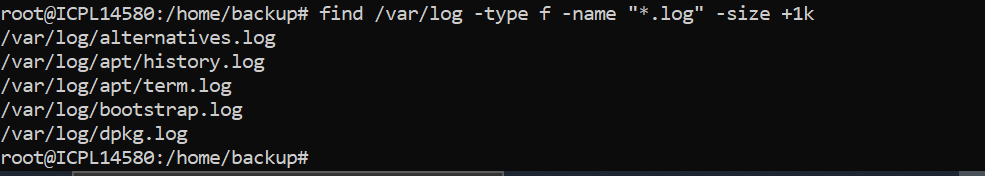 root@ICPL14580:/home/backup# find /var/log -type f -name "*.log" -size +1k
/var/log/alternatives.log
/var/log/apt/history.log
/var/log/apt/term.log
/var/log/bootstrap.log
/var/log/dpkg.log
root@ICPL14580:/home/backup#